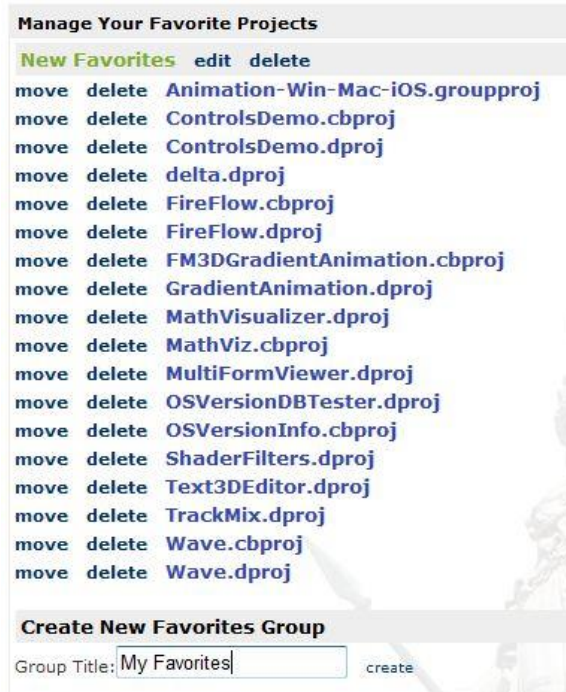 Manage Your Favorite Projects
New Favorites edit delete
move delete Animation-Win-Mac-iOS.groupproj
move delete ControlsDemo.cbproj
move delete ControlsDemo.dproj
move delete delta.dproj
move delete FireFlow.cbproj
move delete FireFlow.dproj
move delete FM3DGradientAnimation.cbproj
move delete GradientAnimation.dproj
move delete MathVisualizer.dproj
move delete MathViz.cbproj
move delete MultiFormViewer.dproj
move delete OSVersionDBTester.dproj
move delete OSVersionInfo.cbproj
move delete ShaderFilters.dproj
move delete Text3DEditor.dproj
move delete TrackMix.dproj
move delete Wave.cbproj
move delete Wave.dproj
Create New Favorites Group
Group Title: My Favorites create